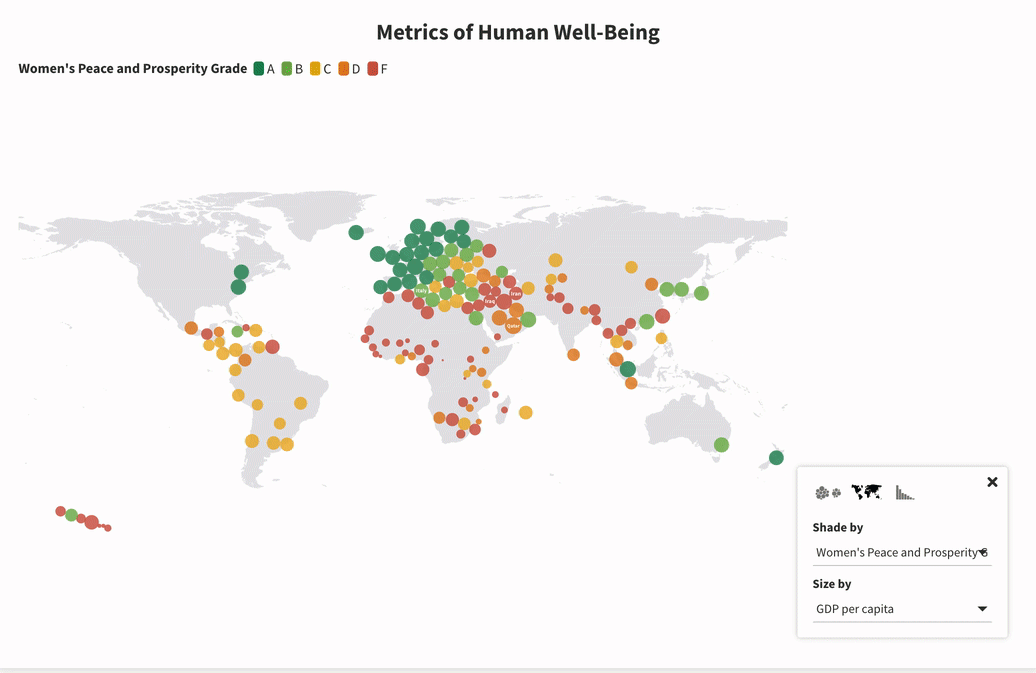 Metrics of Human Well-Being
Women's Peace and Prosperity Grade A B C D F
Italy
Iran
Iraq
Qatar
Shade by
Women's Peace and Prosperity G
Size by
GDP per capita